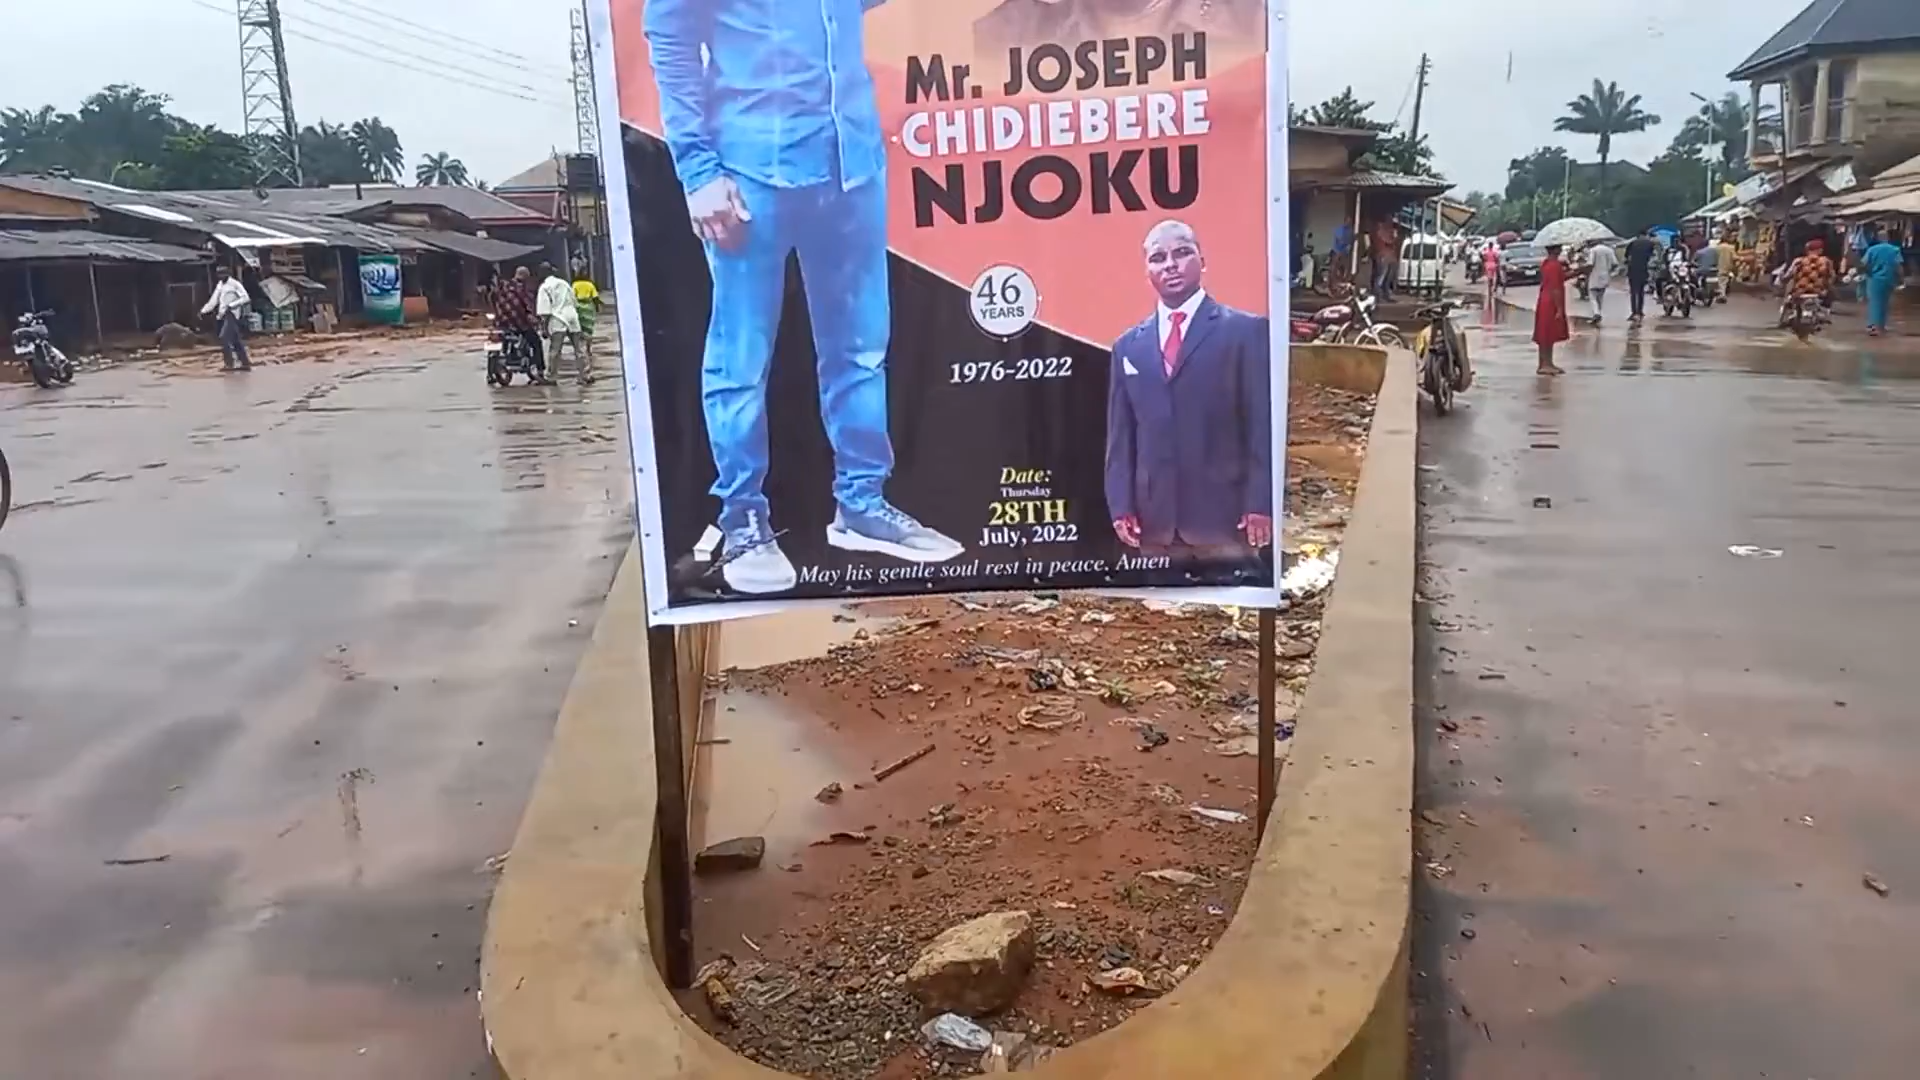 Mr. JOSEPH
CHIDIEBERE
NJOKU
46
YEARS
1976-2022
Date:
Thursday
28TH
July, 2022
May his gentle soul rest in peace. Amen